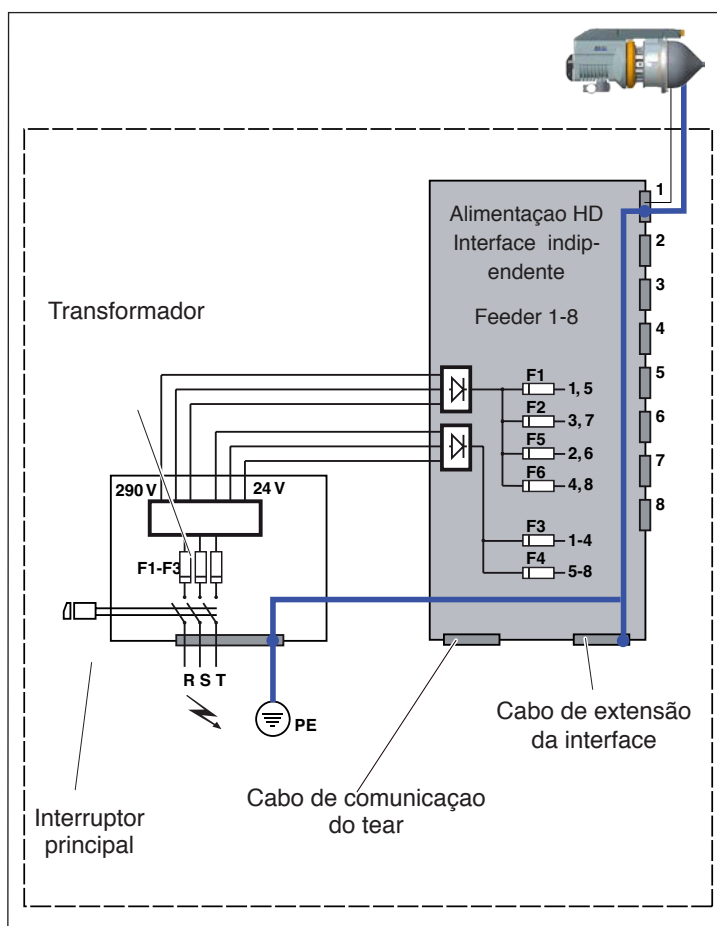 1
Alimentaçao HD
Interface indip-
endente
Feeder 1-8
2
3
4
5
6
7
8
Transformador
F1
1, 5
F2
3, 7
F5
2, 6
F6
4, 8
F3
1-4
F4
5-8
290 V
24 V
F1-F3
R S T
PE
Cabo de extensão
da interface
Cabo de comunicaçao
do tear
Interruptor
principal